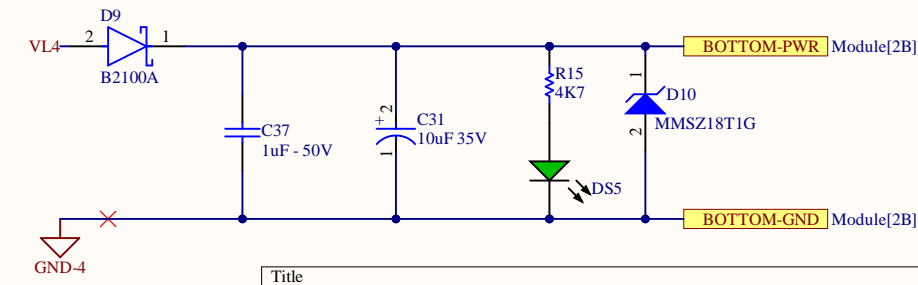 D9
VL4
2
1
B2100A
BOTTOM-PWR
Module[2B]
R15
4K7
1
D10
MMSZ18T1G
2
C37
1uF - 50V
+
2
C31
10uF 35V
1
DS5
BOTTOM-GND
Module[2B]
GND-4
Title